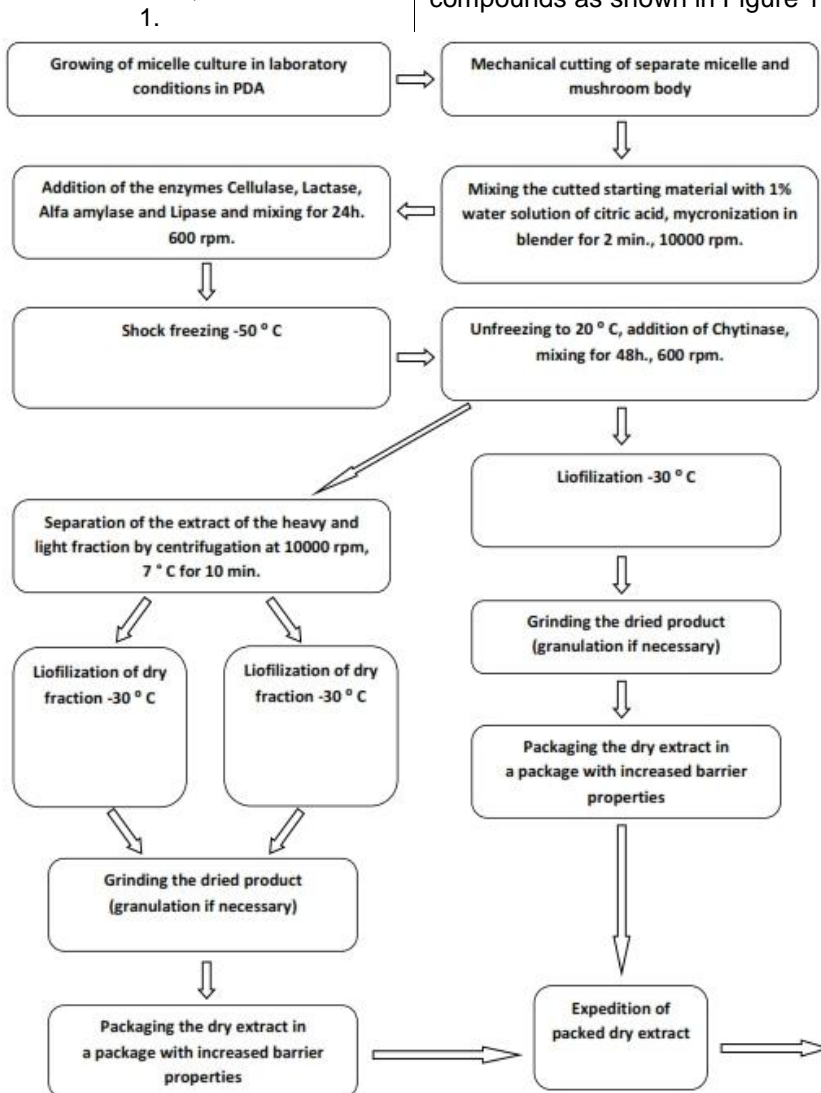 1.
compounds as shown in Figure 1
Growing of micelle culture in laboratory
conditions in PDA
Mechanical cutting of separate micelle and
mushroom body
Addition of the enzymes Cellulase, Lactase,
Alfa amylase and Lipase and mixing for 24h.
600 rpm.
Mixing the cutted starting material with 1%
water solution of citric acid, mycronization in
blender for 2 min., 10000 rpm.
Shock freezing -50 ° C
Unfreezing to 20 ° C, addition of Chytinase,
mixing for 48h., 600 rpm.
Liofilization -30 ° C
Separation of the extract of the heavy and
light fraction by centrifugation at 10000 rpm,
7 ° C for 10 min.
Grinding the dried product
(granulation if necessary)
Liofilization of dry
fraction -30 ° C
Liofilization of dry
fraction -30 ° C
Packaging the dry extract in
a package with increased barrier
properties
Grinding the dried product
(granulation if necessary)
Packaging the dry extract in
a package with increased barrier
properties
Expedition of
packed dry extract